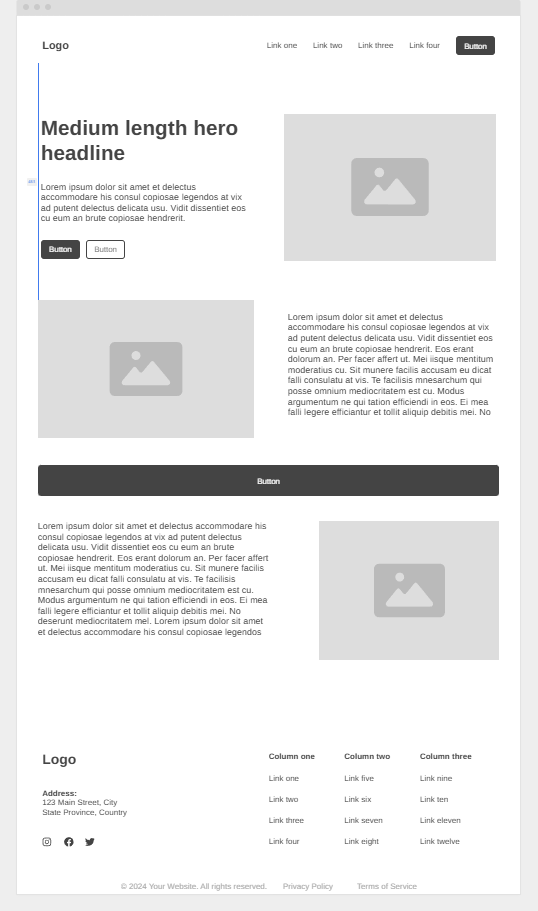 Logo
Link one Link two Link three Link four Button
Medium length hero
headline
Lorem ipsum dolor sit amet et delectus
accommodare his consul copiosae legendos at vix
ad putent delectus delicata usu. Vidit dissentiet eos
cu eum an brute copiosae hendrerit.
Button Button
Lorem ipsum dolor sit amet et delectus
accommodare his consul copiosae legendos at vix
ad putent delectus delicata usu. Vidit dissentiet eos
cu eum an brute copiosae hendrerit. Eos erant
dolorum an. Per facer affert ut. Mei iisque mentitum
moderatius cu. Sit munere facilis accusam eu dicat
falli consulatu at vis. Te facilisis mnesarchum qui
posse omnium mediocritatem est cu. Modus
argumentum ne qui tation efficiendi in eos. Ei mea
falli legere efficiantur et tollit aliquip debitis mei. No
Button
Lorem ipsum dolor sit amet et delectus accommodare his
consul copiosae legendos at vix ad putent delectus
delicata usu. Vidit dissentiet eos cu eum an brute
copiosae hendrerit. Eos erant dolorum an. Per facer affert
ut. Mei iisque mentitum moderatius cu. Sit munere facilis
accusam eu dicat falli consulatu at vis. Te facilisis
mnesarchum qui posse omnium mediocritatem est cu.
Modus argumentum ne qui tation efficiendi in eos. Ei mea
falli legere efficiantur et tollit aliquip debitis mei. No
deserunt mediocritatem mel. Lorem ipsum dolor sit amet
et delectus accommodare his consul copiosae legendos
Logo
Address:
123 Main Street, City
State Province, Country
Column one Column two Column three
Link one Link five Link nine
Link two Link six Link ten
Link three Link seven Link eleven
Link four Link eight Link twelve
© 2024 Your Website. All rights reserved. Privacy Policy Terms of Service